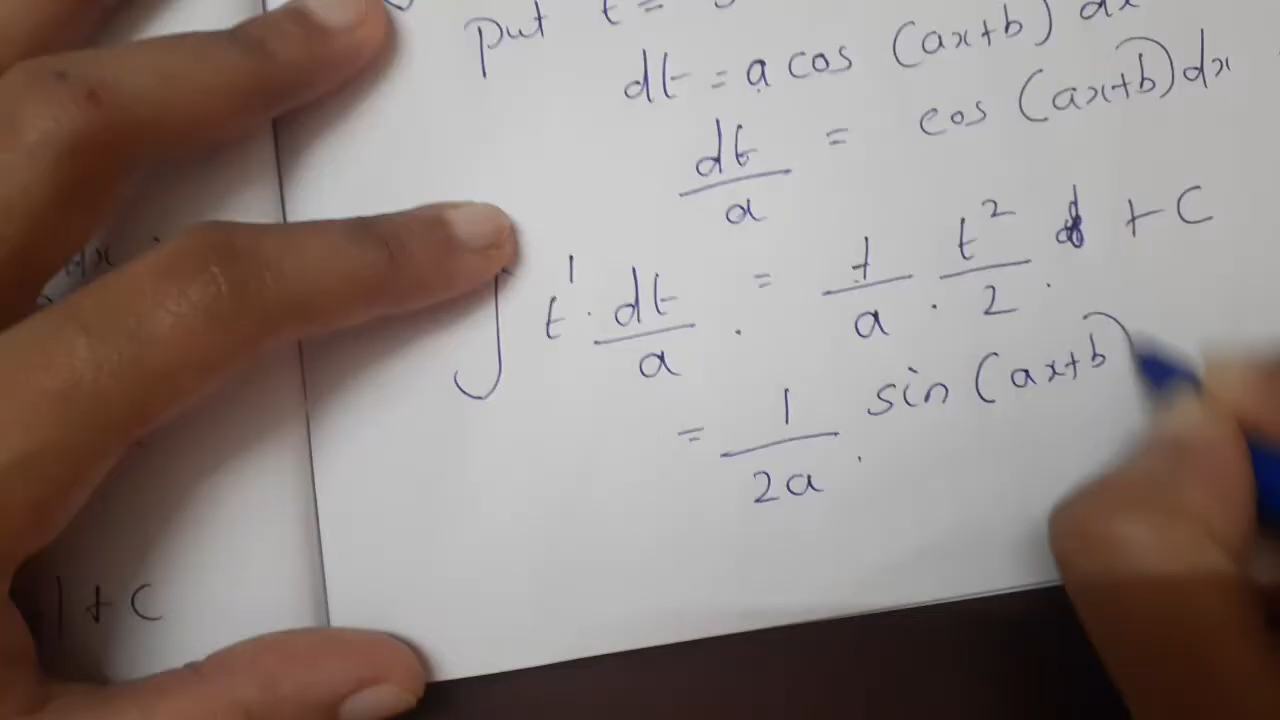 put t =
dt = a cos (ax+b) dx
dt/a = cos (ax+b) dx
∫ t¹ . dt/a . = 1/a . t²/2 . + C
= 1/2a . sin (ax+b)
+ C